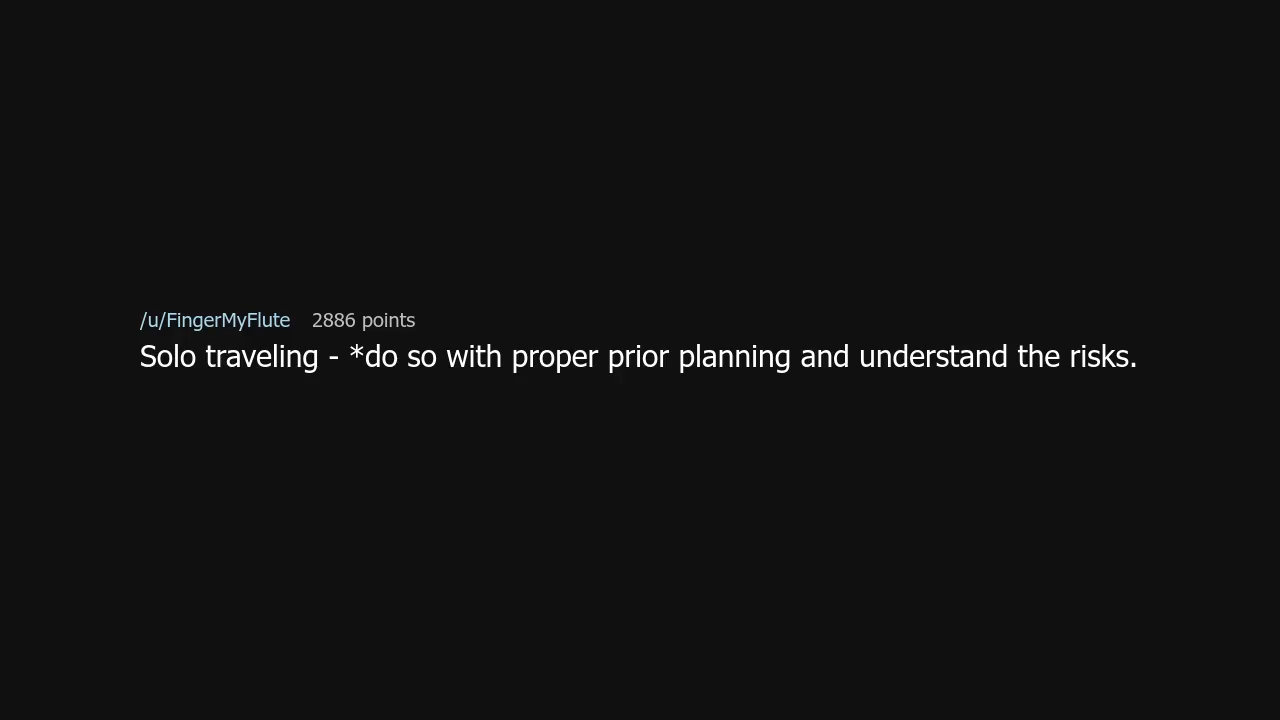 /u/FingerMyFlute 2886 points
Solo traveling - *do so with proper prior planning and understand the risks.